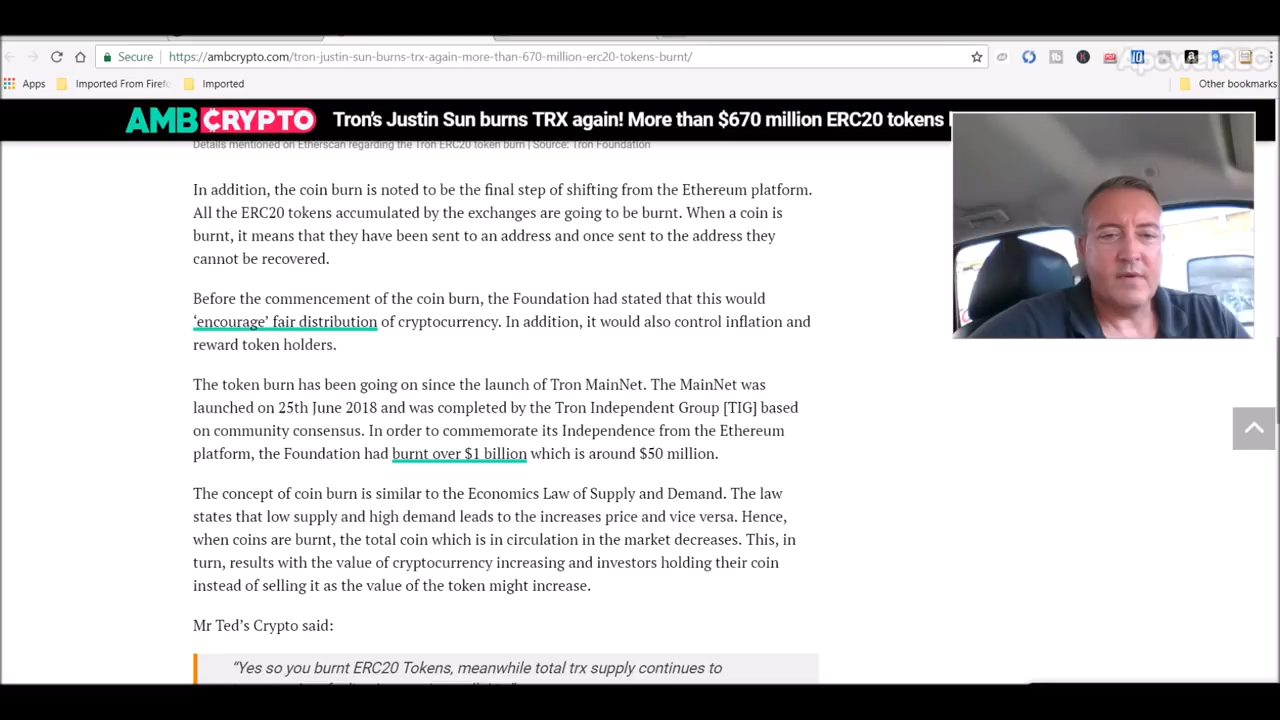 Secure
https://ambcrypto.com/tron-justin-sun-burns-trx-again-more-than-670-million-erc20-tokens-burnt/
ApowerREC
Apps
Imported From Firef
Imported
Other bookmarks
AMBCRYPTO
Tron's Justin Sun burns TRX again! More than $670 million ERC20 tokens
Details mentioned on Etherscan regarding the Tron ERC20 token burn | Source: Tron Foundation
In addition, the coin burn is noted to be the final step of shifting from the Ethereum platform.
All the ERC20 tokens accumulated by the exchanges are going to be burnt. When a coin is
burnt, it means that they have been sent to an address and once sent to the address they
cannot be recovered.
Before the commencement of the coin burn, the Foundation had stated that this would
‘encourage’ fair distribution of cryptocurrency. In addition, it would also control inflation and
reward token holders.
The token burn has been going on since the launch of Tron MainNet. The MainNet was
launched on 25th June 2018 and was completed by the Tron Independent Group [TIG] based
on community consensus. In order to commemorate its Independence from the Ethereum
platform, the Foundation had burnt over $1 billion which is around $50 million.
The concept of coin burn is similar to the Economics Law of Supply and Demand. The law
states that low supply and high demand leads to the increases price and vice versa. Hence,
when coins are burnt, the total coin which is in circulation in the market decreases. This, in
turn, results with the value of cryptocurrency increasing and investors holding their coin
instead of selling it as the value of the token might increase.
Mr Ted's Crypto said:
“Yes so you burnt ERC20 Tokens, meanwhile total trx supply continues to